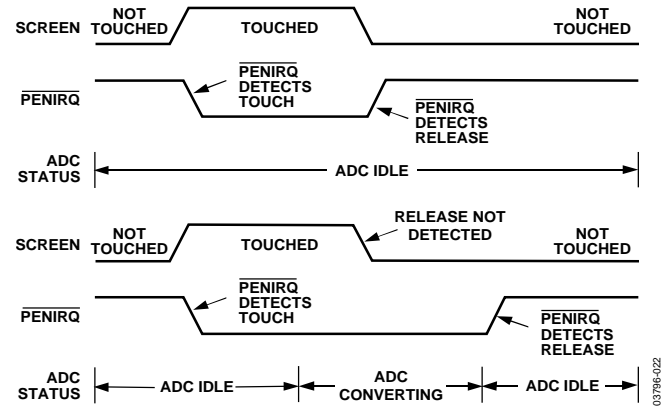 SCREEN
NOT
TOUCHED
TOUCHED
NOT
TOUCHED
PENIRQ
PENIRQ
DETECTS
TOUCH
PENIRQ
DETECTS
RELEASE
ADC
STATUS
ADC IDLE
SCREEN
NOT
TOUCHED
TOUCHED
RELEASE NOT
DETECTED
NOT
TOUCHED
PENIRQ
PENIRQ
DETECTS
TOUCH
PENIRQ
DETECTS
RELEASE
ADC
STATUS
ADC IDLE
ADC
CONVERTING
ADC IDLE
03796-022